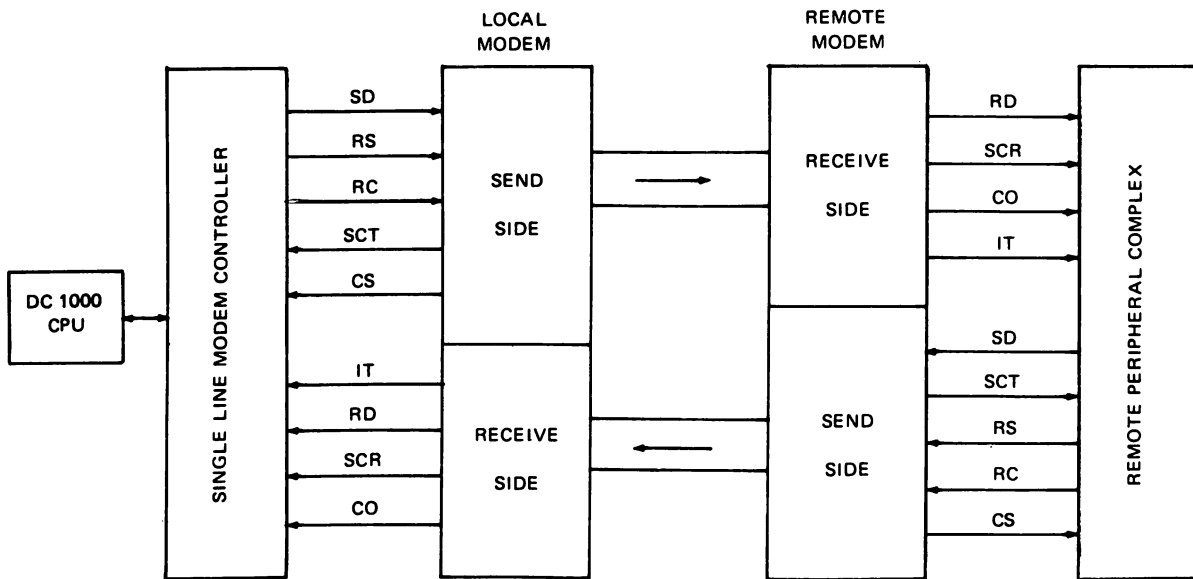 LOCAL
MODEM
REMOTE
MODEM
DC 1000
CPU
SINGLE LINE MODEM CONTROLLER
SD
RS
RC
SCT
CS
IT
RD
SCR
CO
SEND
SIDE
RECEIVE
SIDE
RECEIVE
SIDE
SEND
SIDE
RD
SCR
CO
IT
SD
SCT
RS
RC
CS
REMOTE PERIPHERAL COMPLEX